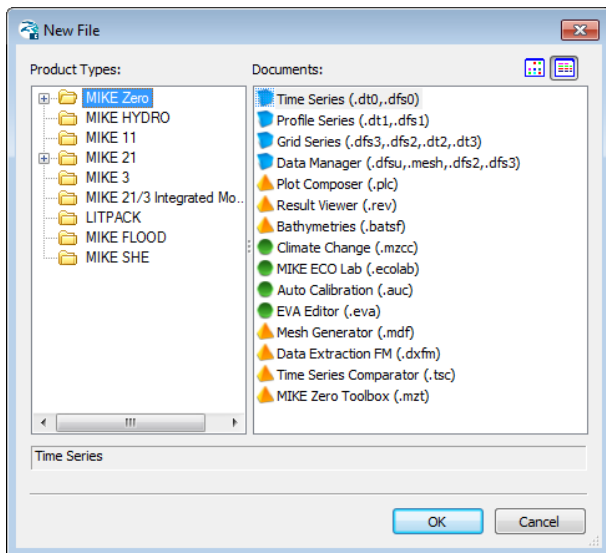 New File
Product Types:
Documents:
MIKE Zero
MIKE HYDRO
MIKE 11
MIKE 21
MIKE 3
MIKE 21/3 Integrated Mo..
LITPACK
MIKE FLOOD
MIKE SHE
Time Series (.dt0,.dfs0)
Profile Series (.dt1,.dfs1)
Grid Series (.dfs3,.dfs2,.dt2,.dt3)
Data Manager (.dfsu,.mesh,.dfs2,.dfs3)
Plot Composer (.plc)
Result Viewer (.rev)
Bathymetries (.batsf)
Climate Change (.mzcc)
MIKE ECO Lab (.ecolab)
Auto Calibration (.auc)
EVA Editor (.eva)
Mesh Generator (.mdf)
Data Extraction FM (.dxfm)
Time Series Comparator (.tsc)
MIKE Zero Toolbox (.mzt)
Time Series
OK
Cancel